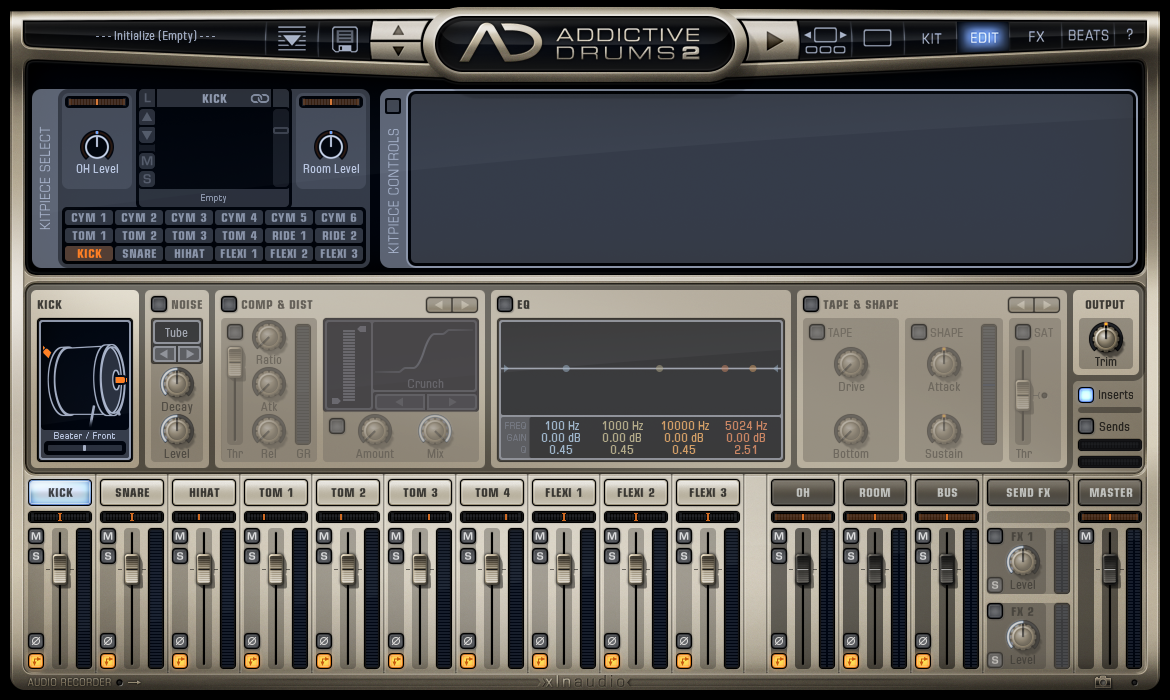 ---Initialize (Empty)---
ADDICTIVE
DRUMS 2
KIT EDIT FX BEATS ?
KITPIECE SELECT
L KICK
M
S
OH Level
Room Level
Empty
CYM 1 CYM 2 CYM 3 CYM 4 CYM 5 CYM 6
TOM 1 TOM 2 TOM 3 TOM 4 RIDE 1 RIDE 2
KICK SNARE HIHAT FLEXI 1 FLEXI 2 FLEXI 3
KITPIECE CONTROLS
KICK
Beater / Front
NOISE
Tube
Decay
Level
COMP & DIST
Ratio
Atk
Thr Rel GR
Crunch
Amount Mix
EQ
FREQ 100 Hz 1000 Hz 10000 Hz 5024 Hz
GAIN 0.00 dB 0.00 dB 0.00 dB 0.00 dB
Q 0.45 0.45 0.45 2.51
TAPE & SHAPE
TAPE SHAPE SAT
Drive Attack
Bottom Sustain Thr
OUTPUT
Trim
Inserts
Sends
KICK SNARE HIHAT TOM 1 TOM 2 TOM 3 TOM 4 FLEXI 1 FLEXI 2 FLEXI 3 OH ROOM BUS SEND FX MASTER
M M M M M M M M M M M M M FX 1 M
S S S S S S S S S S S S S
S Level
FX 2
Ø Ø Ø Ø Ø Ø Ø Ø Ø Ø Ø Ø Ø
S Level
AUDIO RECORDER
xlnaudio